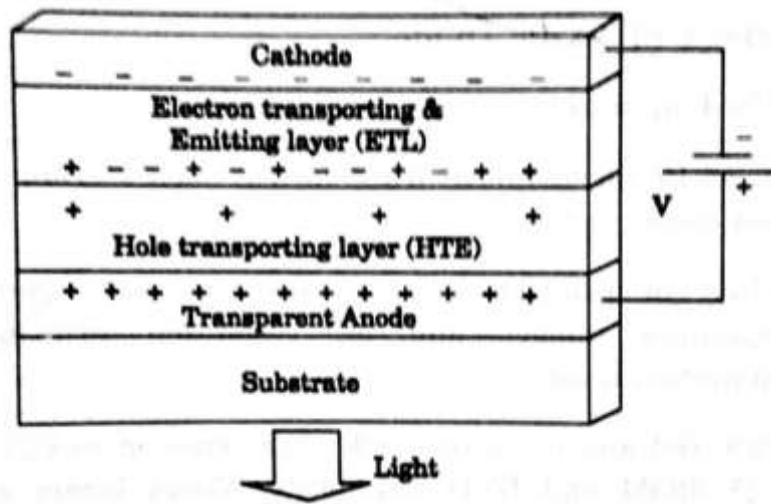 Cathode
− − − − − − − − −
Electron transporting &
Emitting layer (ETL)
+ − − + − + − − + − + +
−
+
V
+ + + +
Hole transporting layer (HTE)
+ + + + + + + + + + + +
Transparent Anode
Substrate
Light